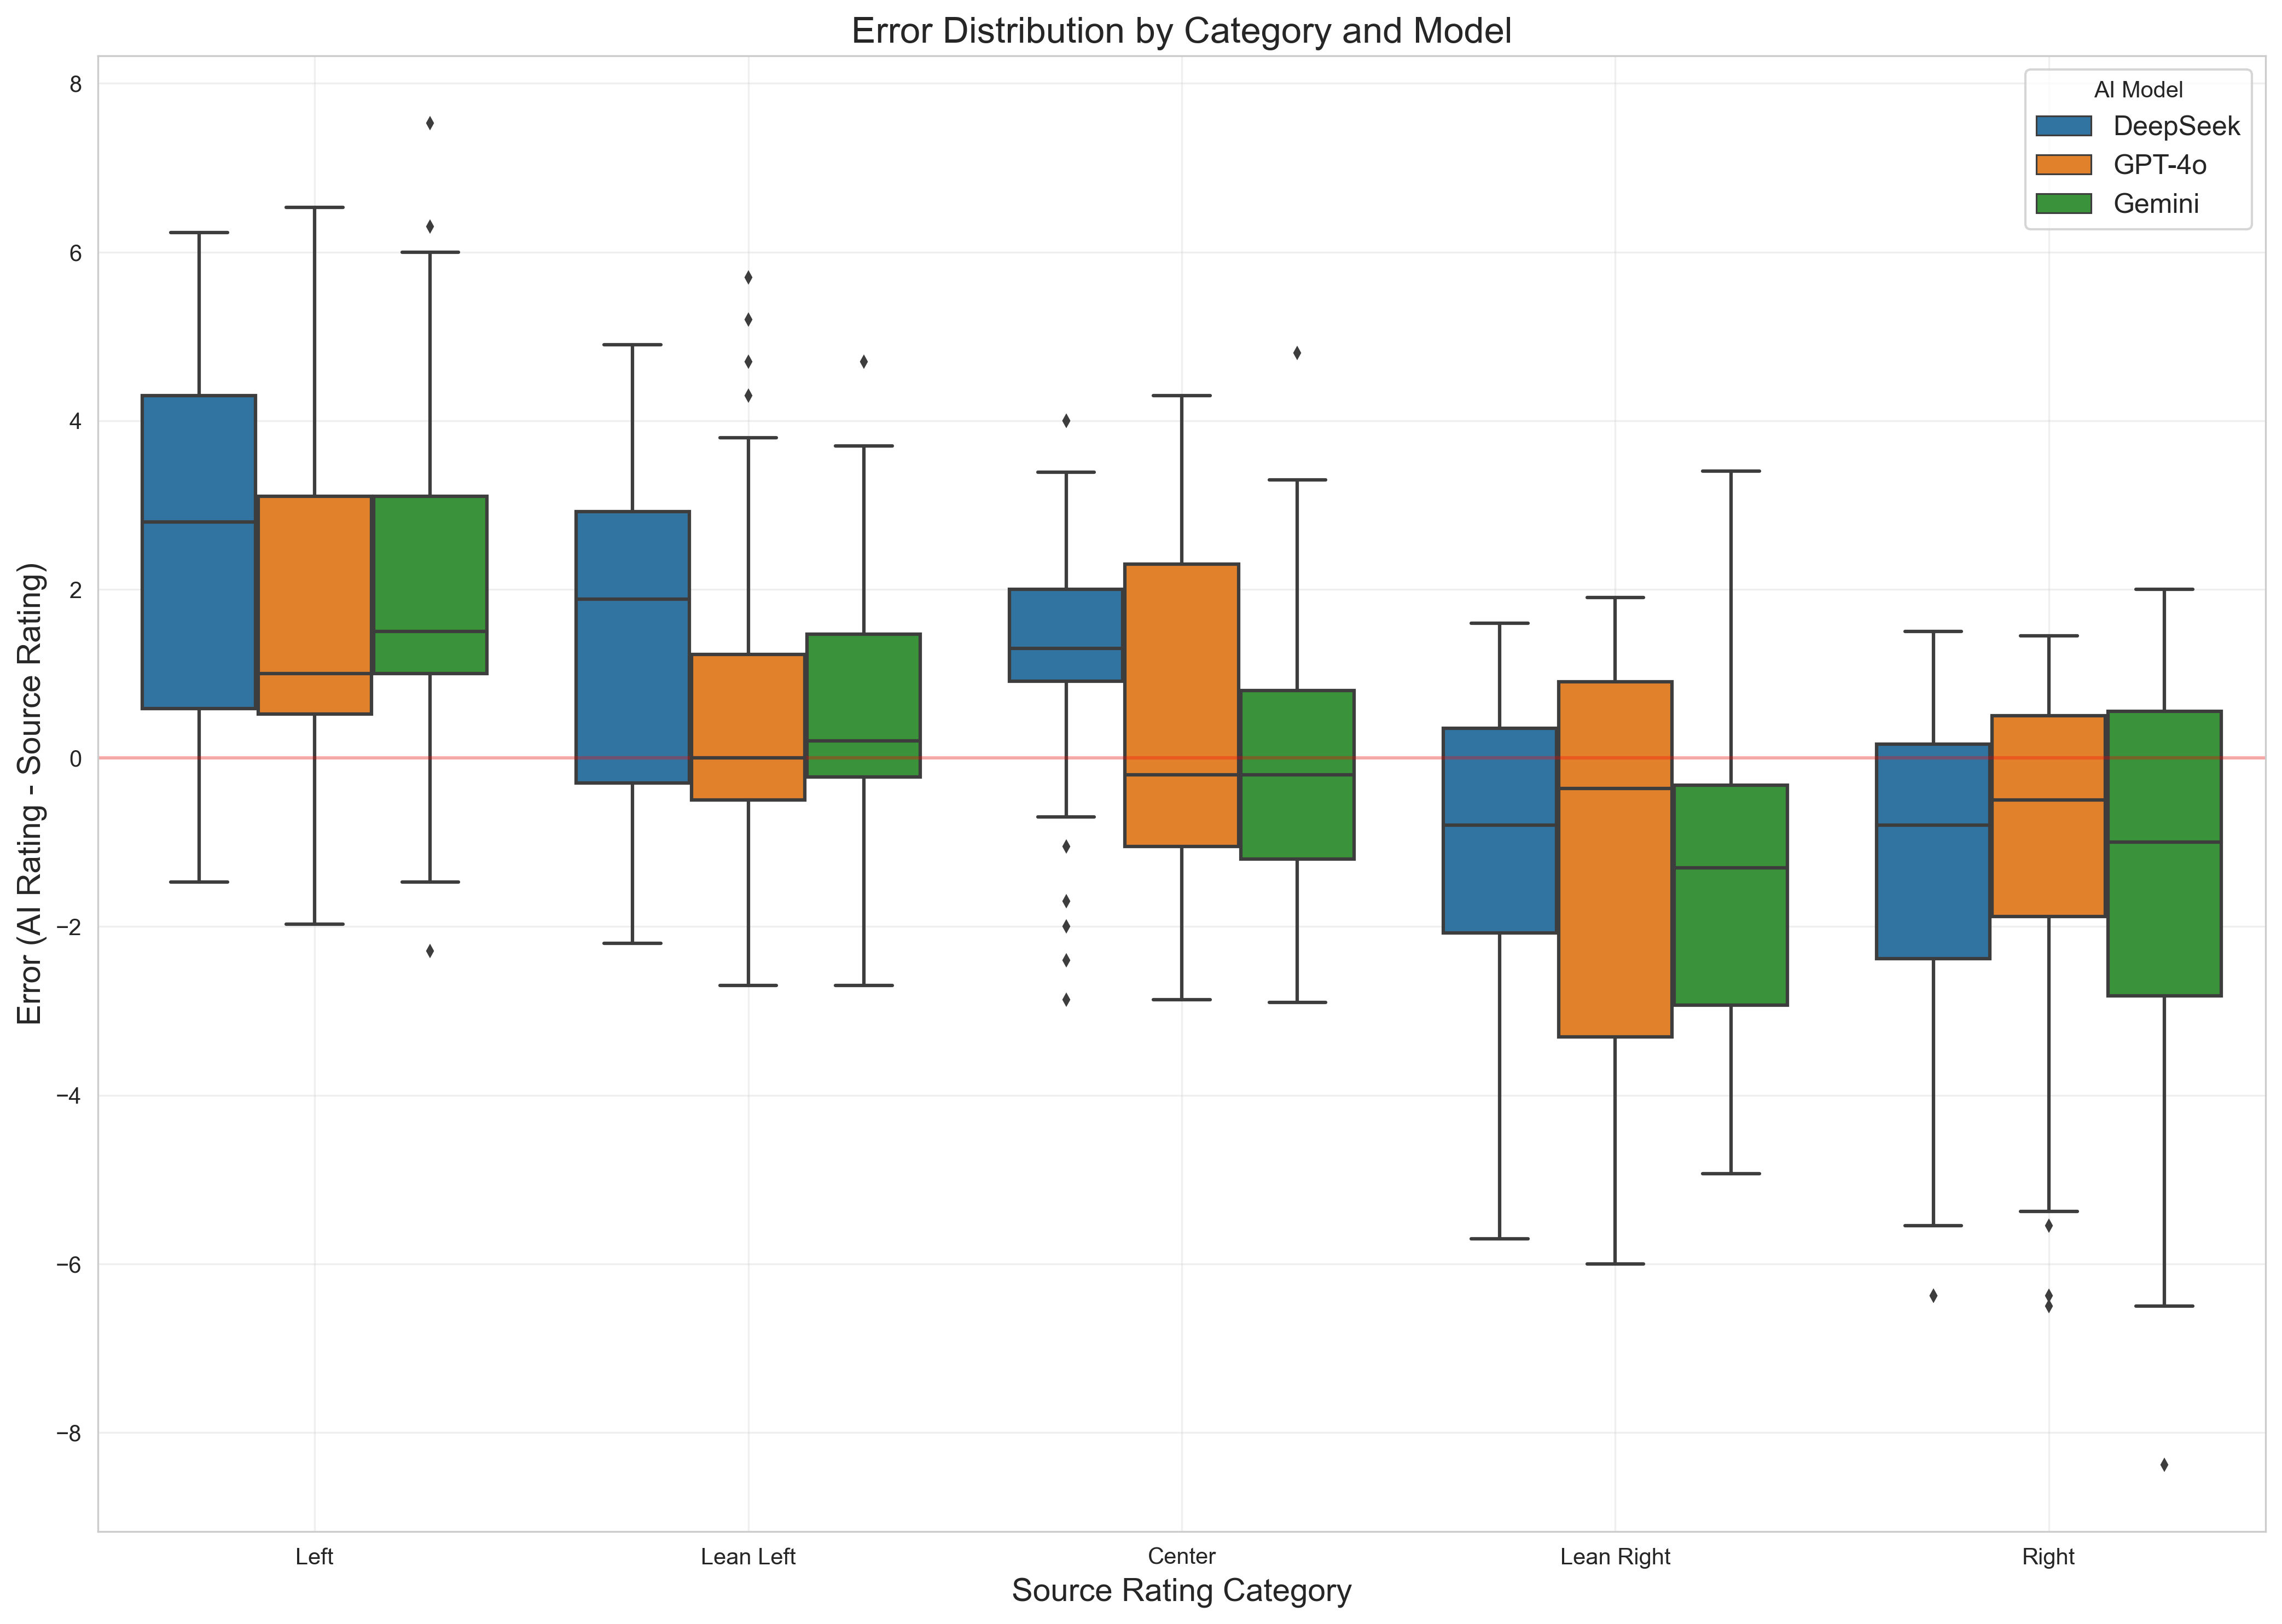 Error Distribution by Category and Model
AI Model
DeepSeek
GPT-4o
Gemini
Error (AI Rating - Source Rating)
8
6
4
2
0
−2
−4
−6
−8
Left
Lean Left
Center
Lean Right
Right
Source Rating Category